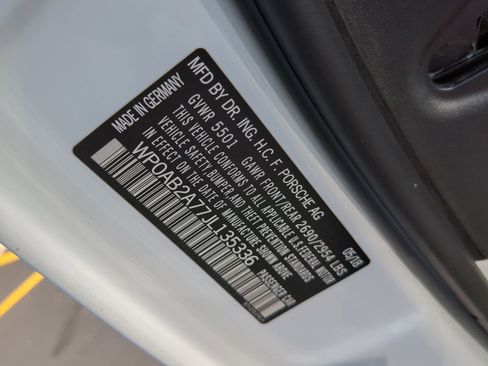 MADE IN GERMANY
MFD BY DR. ING. H.C. F. PORSCHE AG 05/18
GVWR 5501 GAWR FRONT/REAR 2690/2954 LBS
THIS VEHICLE CONFORMS TO ALL APPLICABLE U.S. FEDERAL MOTOR
VEHICLE SAFETY, BUMPER AND THEFT PREVENTION STANDARDS
IN EFFECT ON THE DATE OF MANUFACTURE SHOWN ABOVE
WP0AB2A77JL135336 PASSENGER CAR